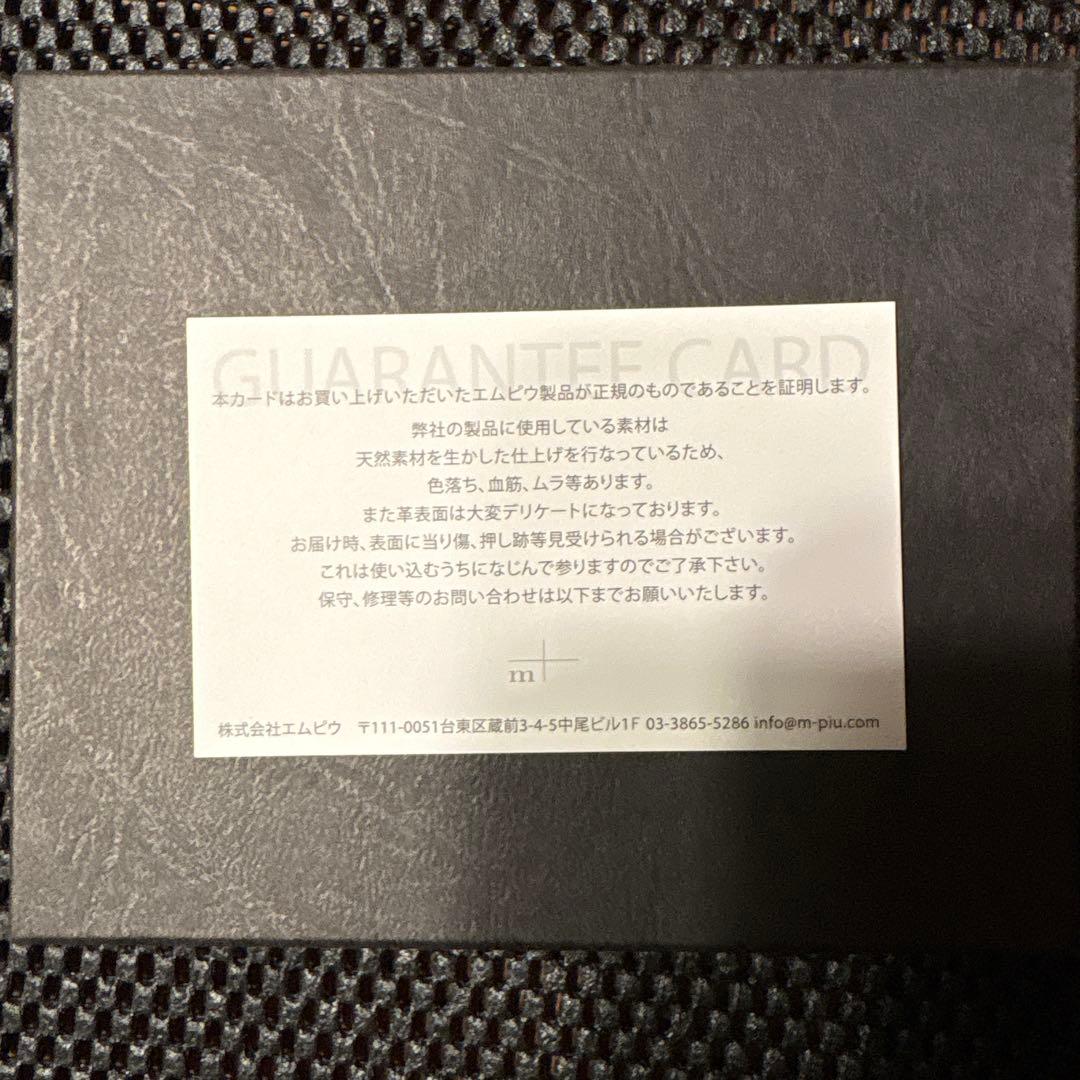 GUARANTEE CARD
本カードはお買い上げいただいたエムピウ製品が正規のものであることを証明します。
弊社の製品に使用している素材は
天然素材を生かした仕上げを行なっているため、
色落ち、血筋、ムラ等あります。
また革表面は大変デリケートになっております。
お届け時、表面に当り傷、押し跡等見受けられる場合がございます。
これは使い込むうちになじんで参りますのでご了承下さい。
保守、修理等のお問い合わせは以下までお願いいたします。
m+
株式会社エムピウ 〒111-0051台東区蔵前3-4-5中尾ビル1F 03-3865-5286 info@m-piu.com